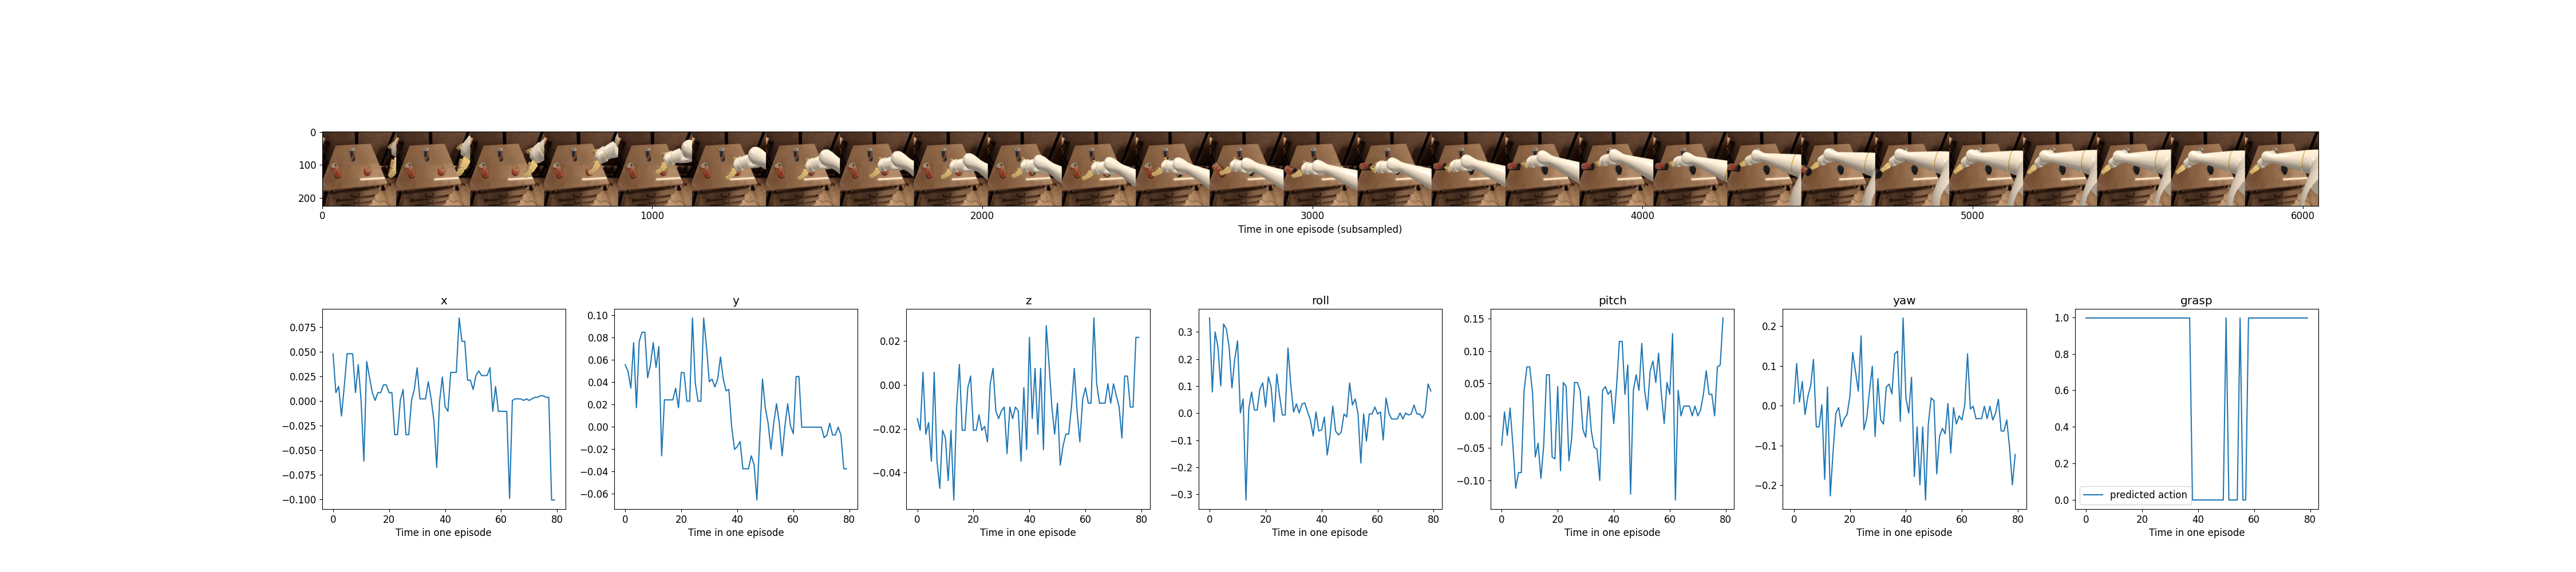 0
100
200
0 1000 2000 3000 4000 5000 6000
Time in one episode (subsampled)
x
0.075
0.050
0.025
0.000
−0.025
−0.050
−0.075
−0.100
0 20 40 60 80
Time in one episode
y
0.10
0.08
0.06
0.04
0.02
0.00
−0.02
−0.04
−0.06
0 20 40 60 80
Time in one episode
z
0.02
0.00
−0.02
−0.04
0 20 40 60 80
Time in one episode
roll
0.3
0.2
0.1
0.0
−0.1
−0.2
−0.3
0 20 40 60 80
Time in one episode
pitch
0.15
0.10
0.05
0.00
−0.05
−0.10
0 20 40 60 80
Time in one episode
yaw
0.2
0.1
0.0
−0.1
−0.2
0 20 40 60 80
Time in one episode
grasp
1.0
0.8
0.6
0.4
0.2
0.0
predicted action
0 20 40 60 80
Time in one episode